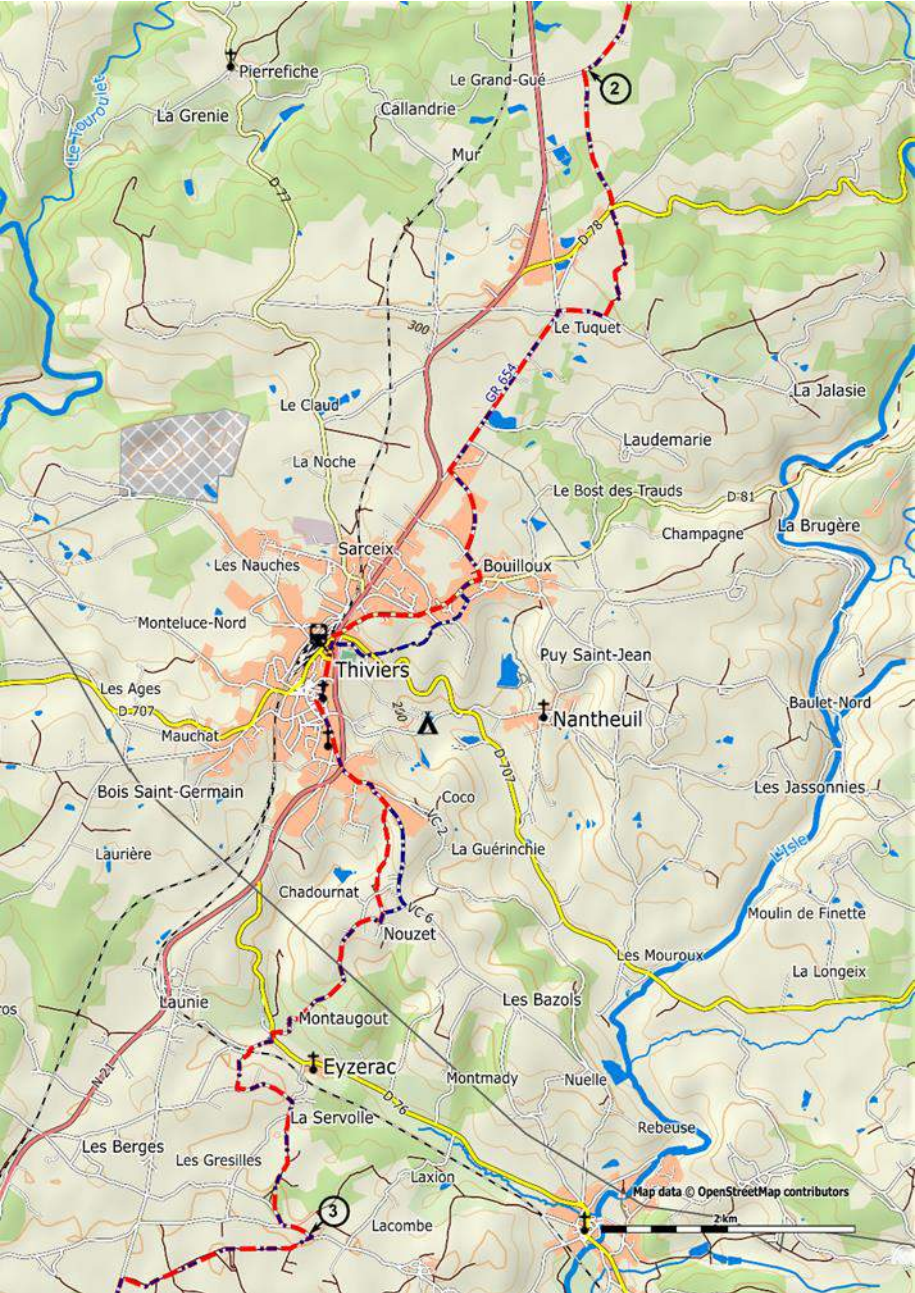 Pierrefiche
Le Grand-Gué
2
La Grenie
Callandrie
Le Touroulet
Mur
D 77
D 78
300
Le Tuquet
GR 654
La Jalasie
Le Claud
Laudemarie
La Noche
Le Bost des Trauds
D 81
La Brugère
Champagne
Sarceix
Les Nauches
Bouilloux
Monteluce-Nord
Puy Saint-Jean
Thiviers
Les Ages
D 707
200
Baulet-Nord
Nantheuil
Mauchat
D 707
Bois Saint-Germain
Coco
Les Jassonnies
VC 2
Laurière
La Guérinchie
L'Isle
Chadournat
VC 6
Moulin de Finette
Nouzet
Les Mouroux
La Longeix
Launie
Les Bazols
ros
Montaugout
Eyzerac
N 21
Montmady
Nuelle
D 76
La Servolle
Rebeuse
Les Berges
Les Gresilles
Laxion
Map data © OpenStreetMap contributors
3
Lacombe
2 km